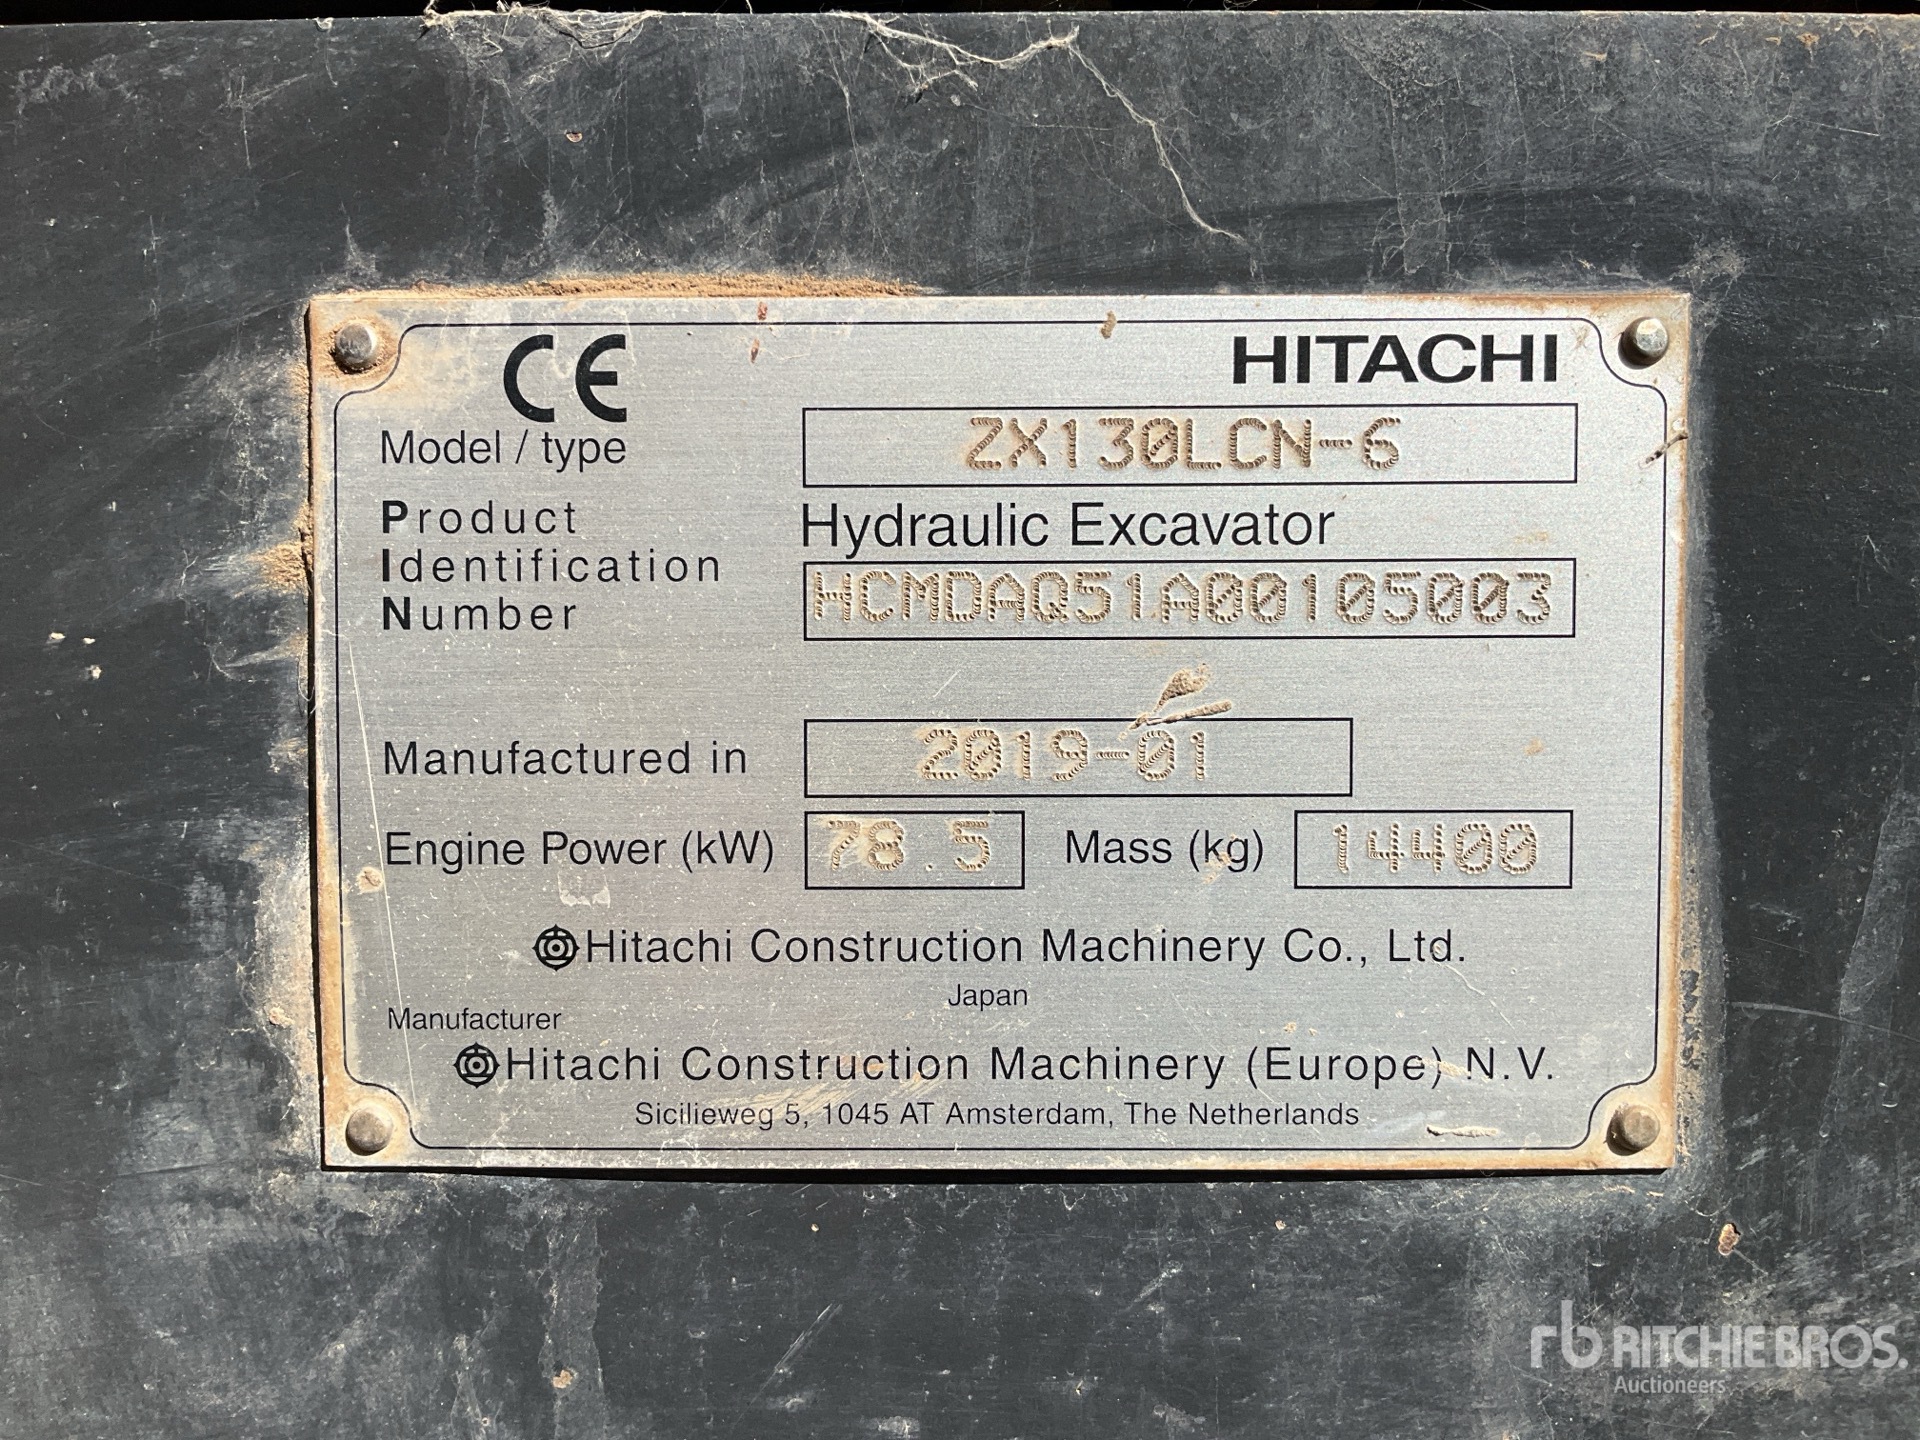 CE HITACHI
Model / type ZX130LCN-6
Product Hydraulic Excavator
Identification
Number HCMDAQ51A00105003
Manufactured in 2019-01
Engine Power (kW) 78.5 Mass (kg) 14400
Hitachi Construction Machinery Co., Ltd.
Japan
Manufacturer
Hitachi Construction Machinery (Europe) N.V.
Sicilieweg 5, 1045 AT Amsterdam, The Netherlands
rb RITCHIE BROS.
Auctioneers